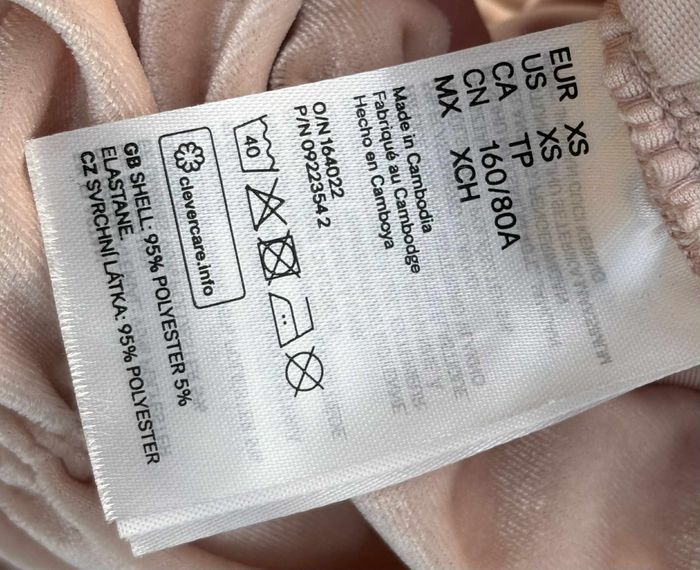 EUR XS
US XS
CA TP
CN 160/80A
MX XCH
Made in Cambodia
Fabriqué au Cambodge
Hecho en Camboya
O/N 164022
P/N 0922354 2
40
clevercare.info
GB SHELL: 95% POLYESTER 5%
ELASTANE.
CZ SVRCHNÍ LÁTKA: 95% POLYESTER